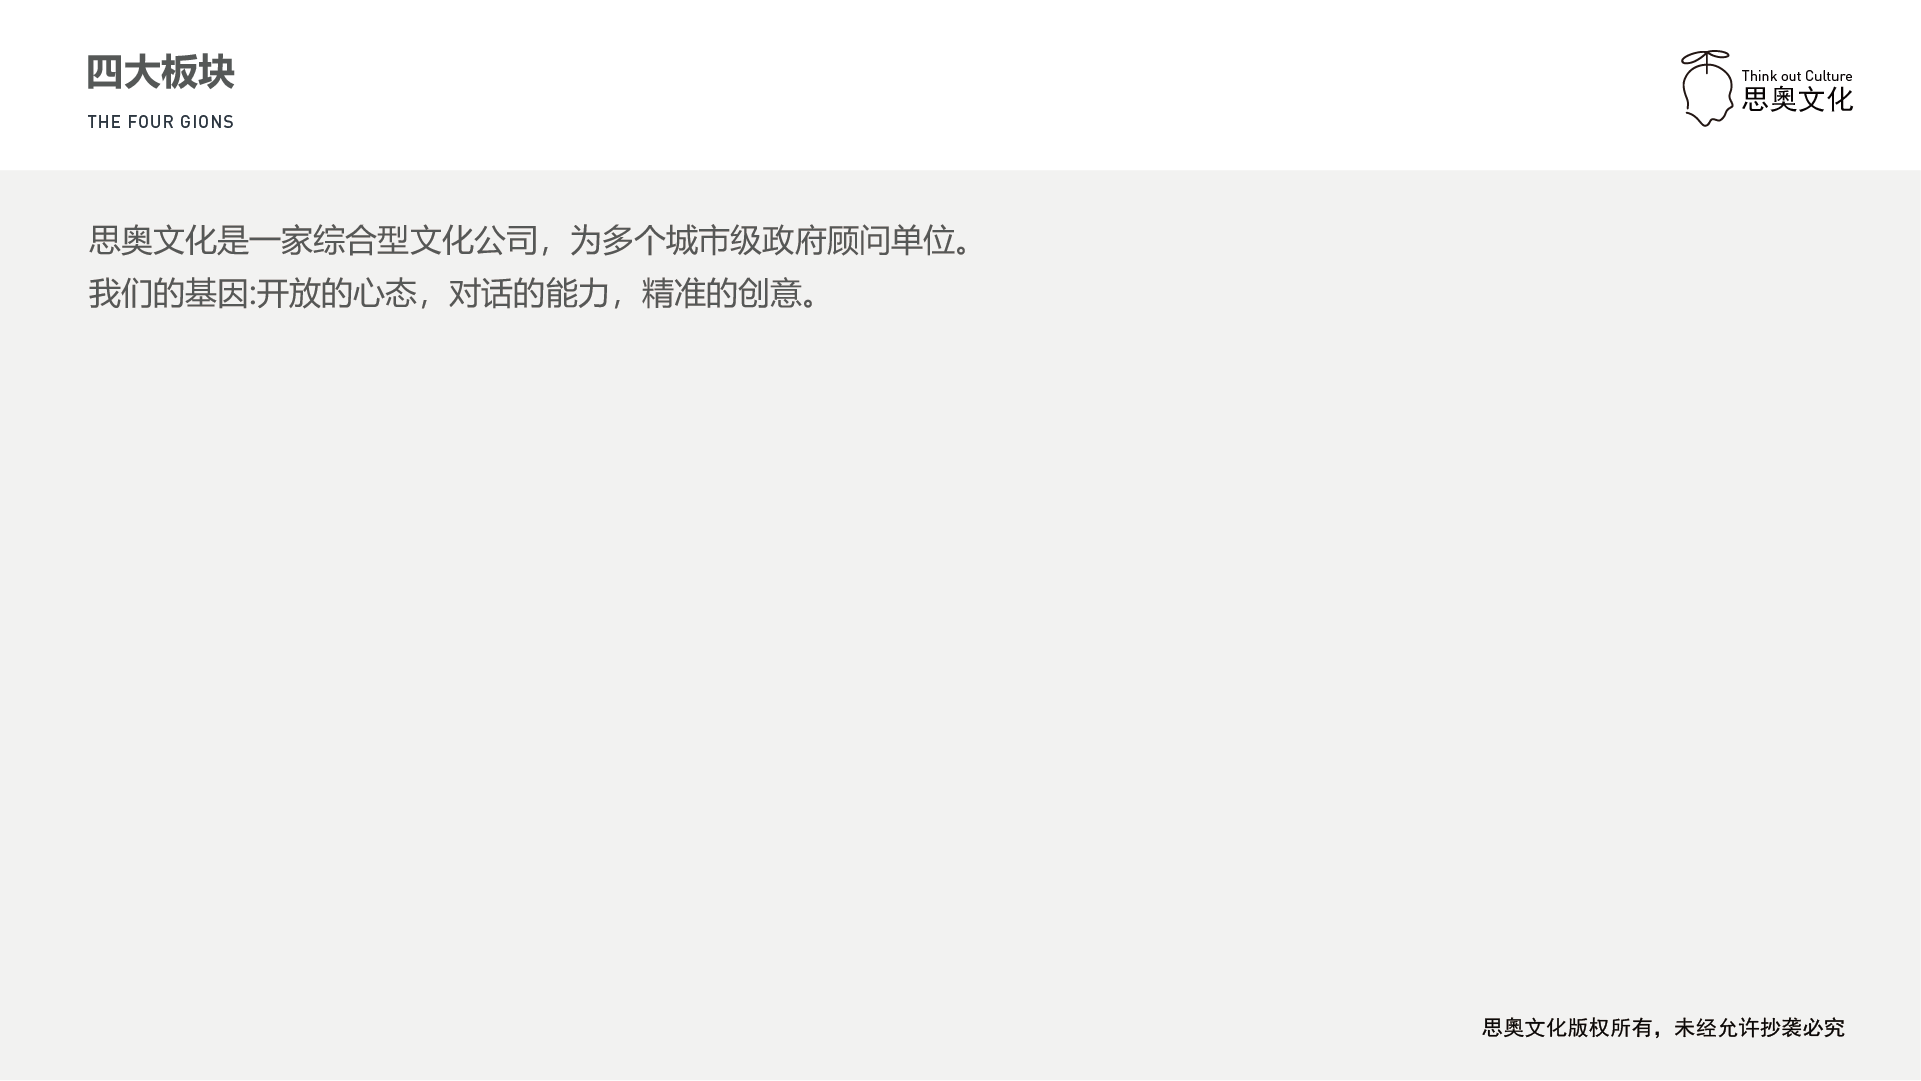 四大板块
THE FOUR GIONS
Think out Culture
思奥文化
思奥文化是一家综合型文化公司，为多个城市级政府顾问单位。
我们的基因:开放的心态，对话的能力，精准的创意。
思奥文化版权所有，未经允许抄袭必究